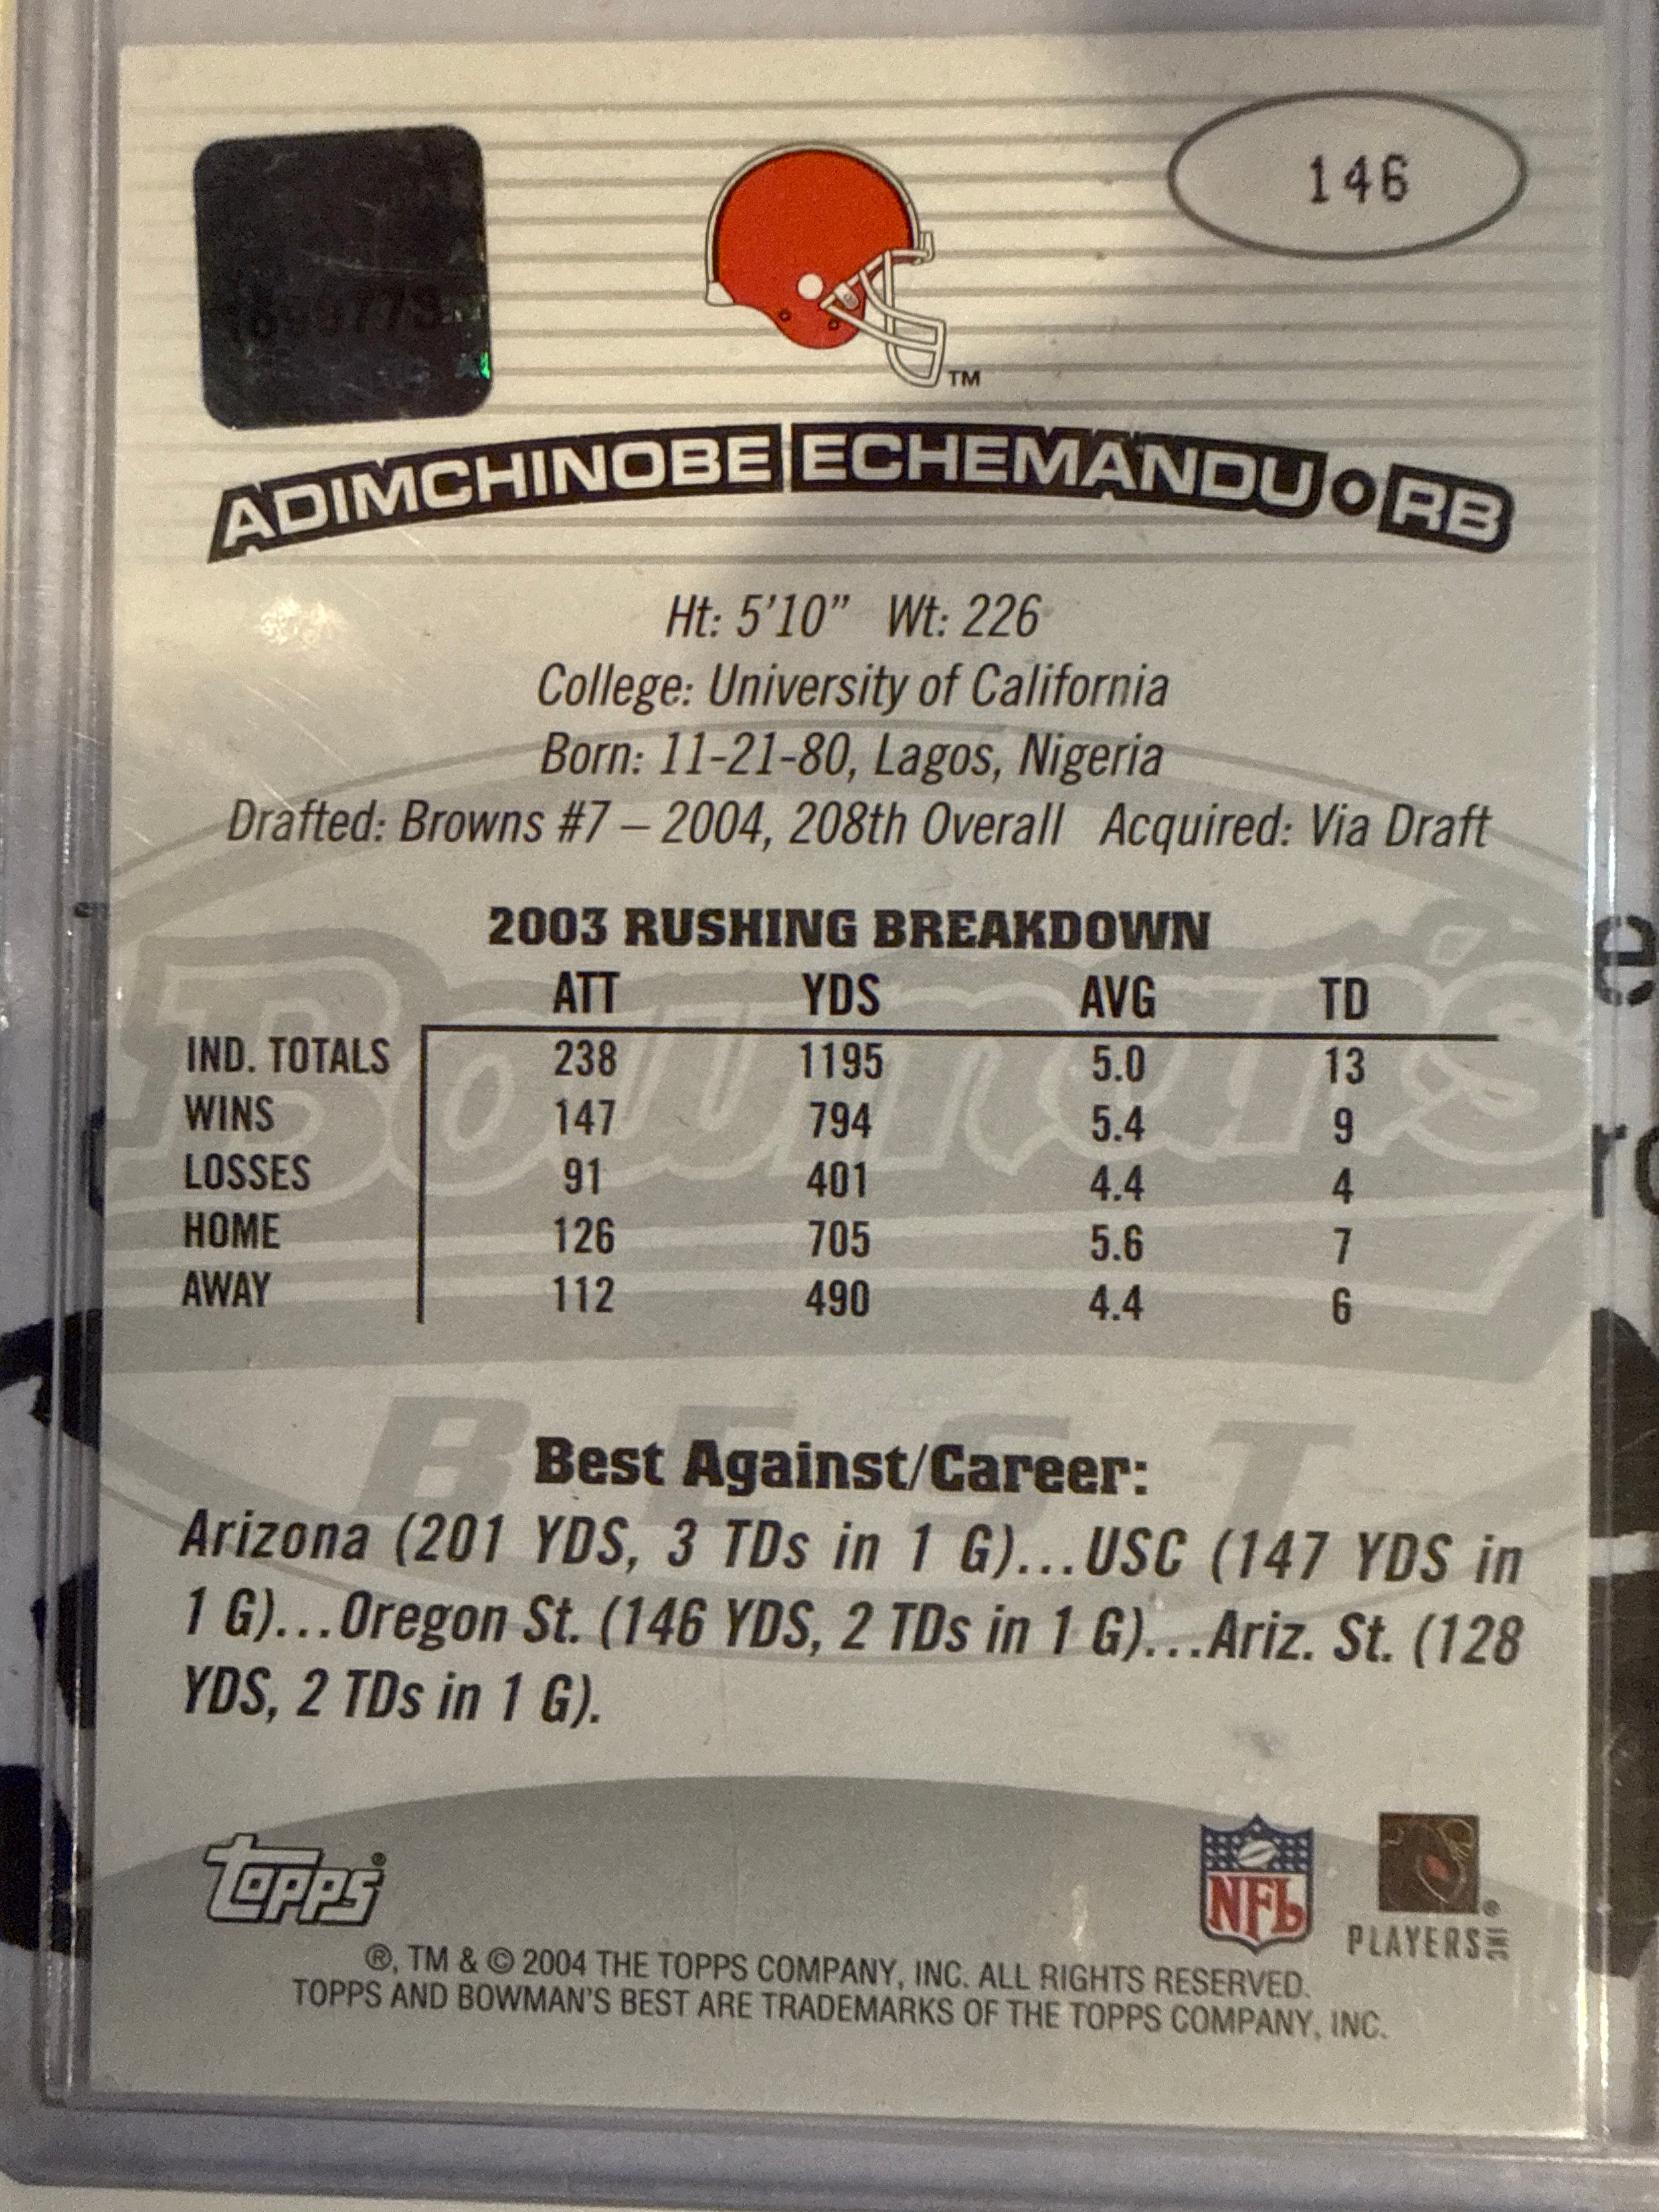 146
TM
ADIMCHINOBE ECHEMANDU • RB
Ht: 5'10" Wt: 226
College: University of California
Born: 11-21-80, Lagos, Nigeria
Drafted: Browns #7 – 2004, 208th Overall Acquired: Via Draft
2003 RUSHING BREAKDOWN
ATT YDS AVG TD
IND. TOTALS 238 1195 5.0 13
WINS 147 794 5.4 9
LOSSES 91 401 4.4 4
HOME 126 705 5.6 7
AWAY 112 490 4.4 6
Bowman's
BEST
Best Against/Career:
Arizona (201 YDS, 3 TDs in 1 G)...USC (147 YDS in
1 G)...Oregon St. (146 YDS, 2 TDs in 1 G)...Ariz. St. (128
YDS, 2 TDs in 1 G).
Topps®
NFL
PLAYERS INC ®
®, TM & © 2004 THE TOPPS COMPANY, INC. ALL RIGHTS RESERVED.
TOPPS AND BOWMAN'S BEST ARE TRADEMARKS OF THE TOPPS COMPANY, INC.